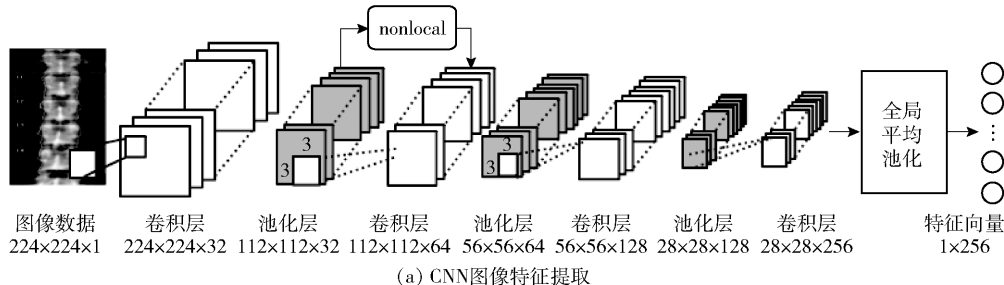 nonlocal
3
3
3
3
全局
平均
池化
图像数据 卷积层 池化层 卷积层 池化层 卷积层 池化层 卷积层 特征向量
224×224×1 224×224×32 112×112×32 112×112×64 56×56×64 56×56×128 28×28×128 28×28×256 1×256
(a) CNN图像特征提取